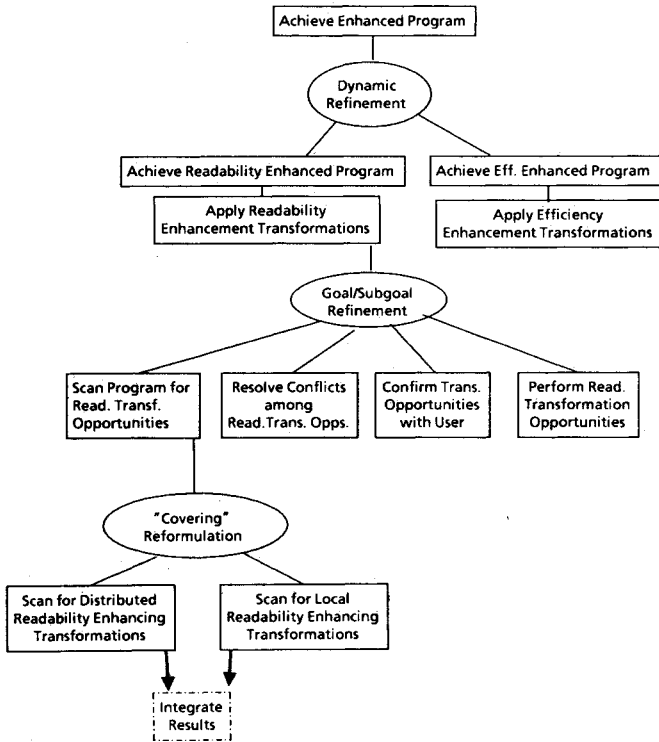 Achieve Enhanced Program
Dynamic
Refinement
Achieve Readability Enhanced Program
Achieve Eff. Enhanced Program
Apply Readability
Enhancement Transformations
Apply Efficiency
Enhancement Transformations
Goal/Subgoal
Refinement
Scan Program for
Read. Transf.
Opportunities
Resolve Conflicts
among
Read.Trans. Opps.
Confirm Trans.
Opportunities
with User
Perform Read.
Transformation
Opportunities
"Covering"
Reformulation
Scan for Distributed
Readability Enhancing
Transformations
Scan for Local
Readability Enhancing
Transformations
Integrate
Results